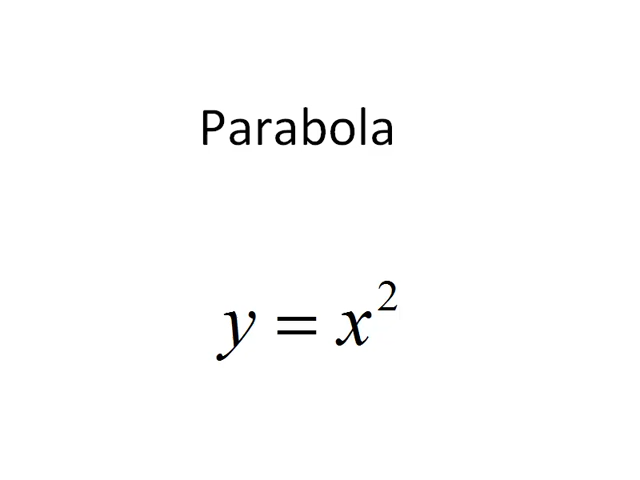 Parabola
y = x²